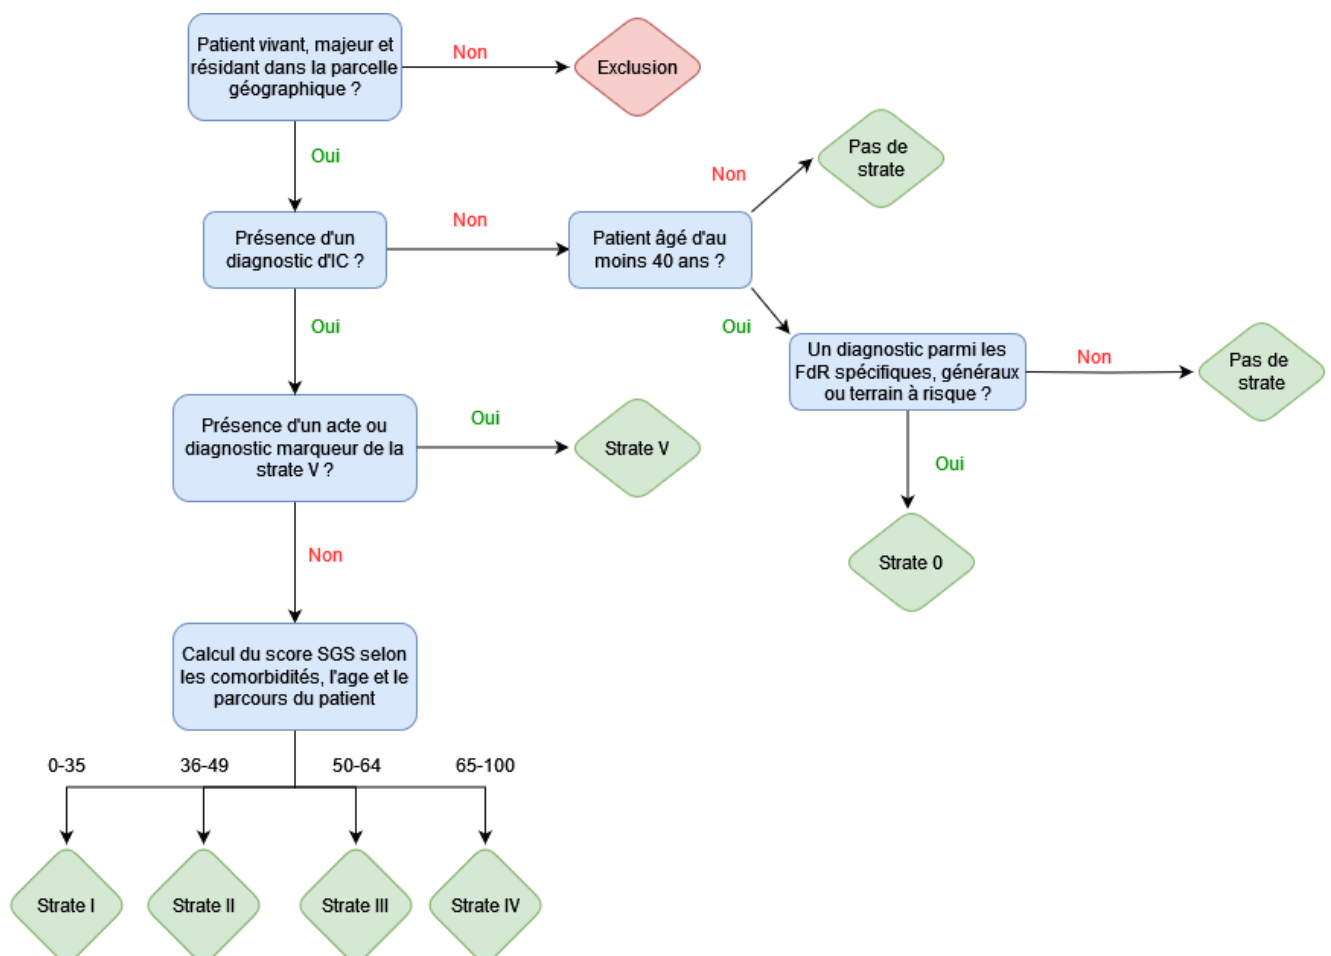 Patient vivant, majeur et
résidant dans la parcelle
géographique ?
Non
Exclusion
Oui
Pas de
strate
Non
Présence d'un
diagnostic d'IC ?
Non
Patient âgé d'au
moins 40 ans ?
Oui
Oui
Un diagnostic parmi les
FdR spécifiques, généraux
ou terrain à risque ?
Non
Pas de
strate
Présence d'un acte ou
diagnostic marqueur de la
strate V ?
Oui
Strate V
Oui
Strate 0
Non
Calcul du score SGS selon
les comorbidités, l'age et le
parcours du patient
0-35
36-49
50-64
65-100
Strate I
Strate II
Strate III
Strate IV